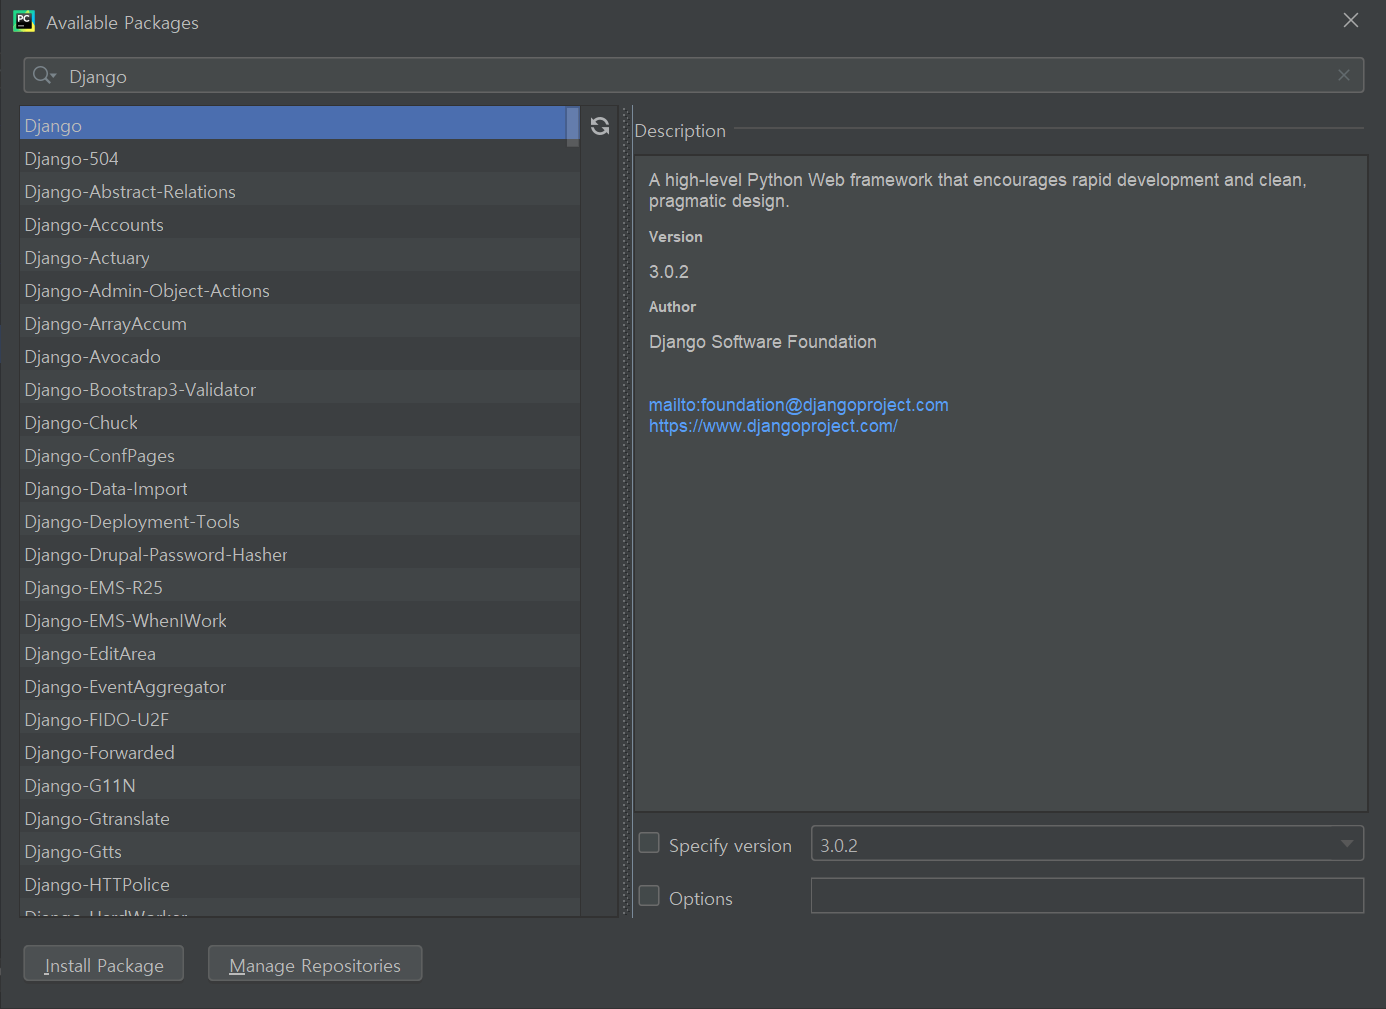 PC
Available Packages
Django
Django
Django-504
Django-Abstract-Relations
Django-Accounts
Django-Actuary
Django-Admin-Object-Actions
Django-ArrayAccum
Django-Avocado
Django-Bootstrap3-Validator
Django-Chuck
Django-ConfPages
Django-Data-Import
Django-Deployment-Tools
Django-Drupal-Password-Hasher
Django-EMS-R25
Django-EMS-WhenIWork
Django-EditArea
Django-EventAggregator
Django-FIDO-U2F
Django-Forwarded
Django-G11N
Django-Gtranslate
Django-Gtts
Django-HTTPolice
Django-HardWorker
Description
A high-level Python Web framework that encourages rapid development and clean,
pragmatic design.
Version
3.0.2
Author
Django Software Foundation
mailto:foundation@djangoproject.com
https://www.djangoproject.com/
Specify version
3.0.2
Options
Install Package
Manage Repositories